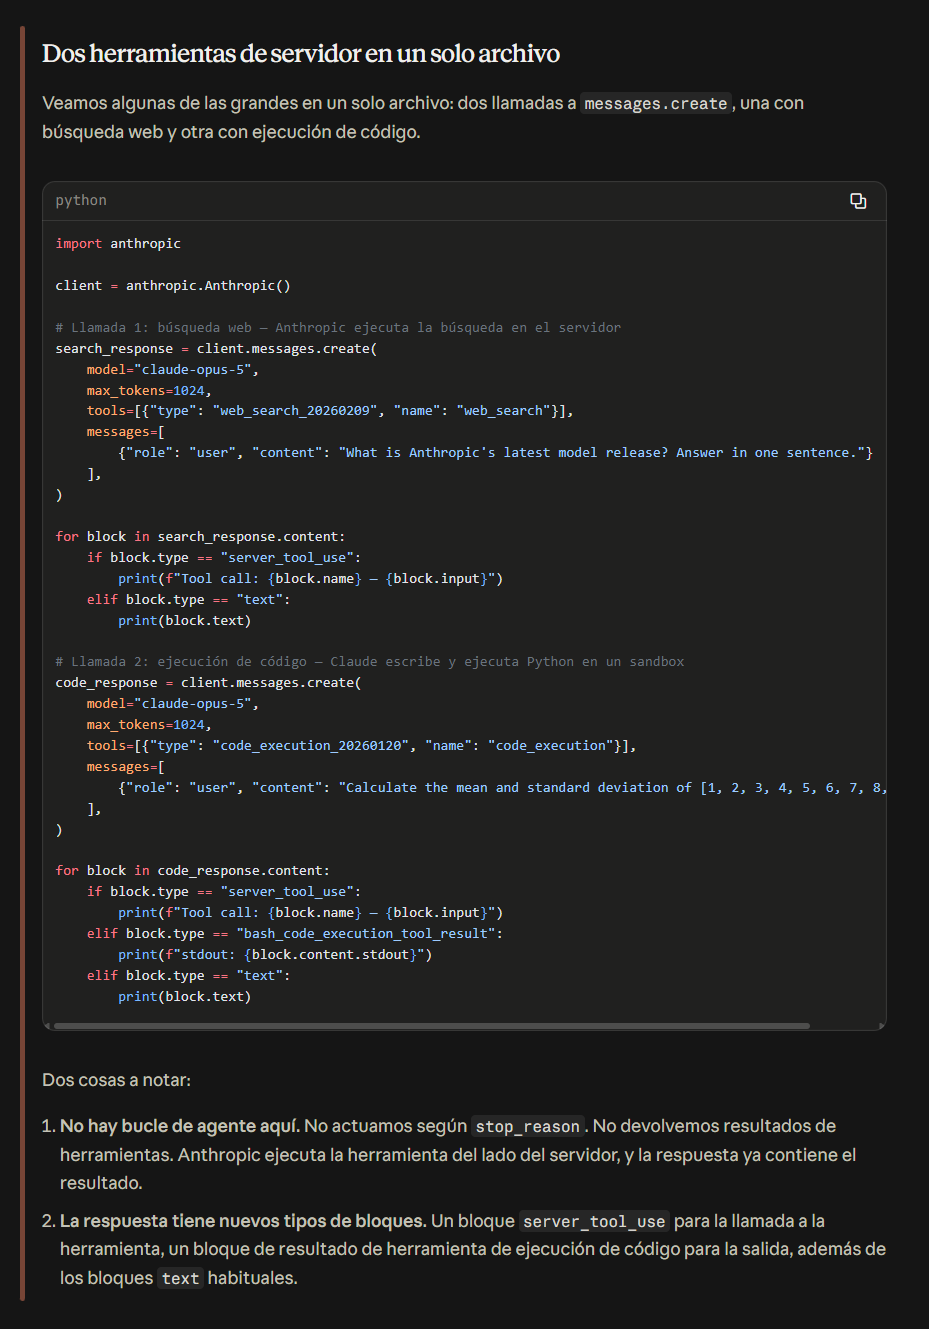 Dos herramientas de servidor en un solo archivo
Veamos algunas de las grandes en un solo archivo: dos llamadas a messages.create, una con
búsqueda web y otra con ejecución de código.
python
import anthropic
client = anthropic.Anthropic()
# Llamada 1: búsqueda web — Anthropic ejecuta la búsqueda en el servidor
search_response = client.messages.create(
    model="claude-opus-5",
    max_tokens=1024,
    tools=[{"type": "web_search_20260209", "name": "web_search"}],
    messages=[
        {"role": "user", "content": "What is Anthropic's latest model release? Answer in one sentence."}
    ],
)
for block in search_response.content:
    if block.type == "server_tool_use":
        print(f"Tool call: {block.name} — {block.input}")
    elif block.type == "text":
        print(block.text)
# Llamada 2: ejecución de código — Claude escribe y ejecuta Python en un sandbox
code_response = client.messages.create(
    model="claude-opus-5",
    max_tokens=1024,
    tools=[{"type": "code_execution_20260120", "name": "code_execution"}],
    messages=[
        {"role": "user", "content": "Calculate the mean and standard deviation of [1, 2, 3, 4, 5, 6, 7, 8,
    ],
)
for block in code_response.content:
    if block.type == "server_tool_use":
        print(f"Tool call: {block.name} — {block.input}")
    elif block.type == "bash_code_execution_tool_result":
        print(f"stdout: {block.content.stdout}")
    elif block.type == "text":
        print(block.text)
Dos cosas a notar:
1. No hay bucle de agente aquí. No actuamos según stop_reason. No devolvemos resultados de
herramientas. Anthropic ejecuta la herramienta del lado del servidor, y la respuesta ya contiene el
resultado.
2. La respuesta tiene nuevos tipos de bloques. Un bloque server_tool_use para la llamada a la
herramienta, un bloque de resultado de herramienta de ejecución de código para la salida, además de
los bloques text habituales.